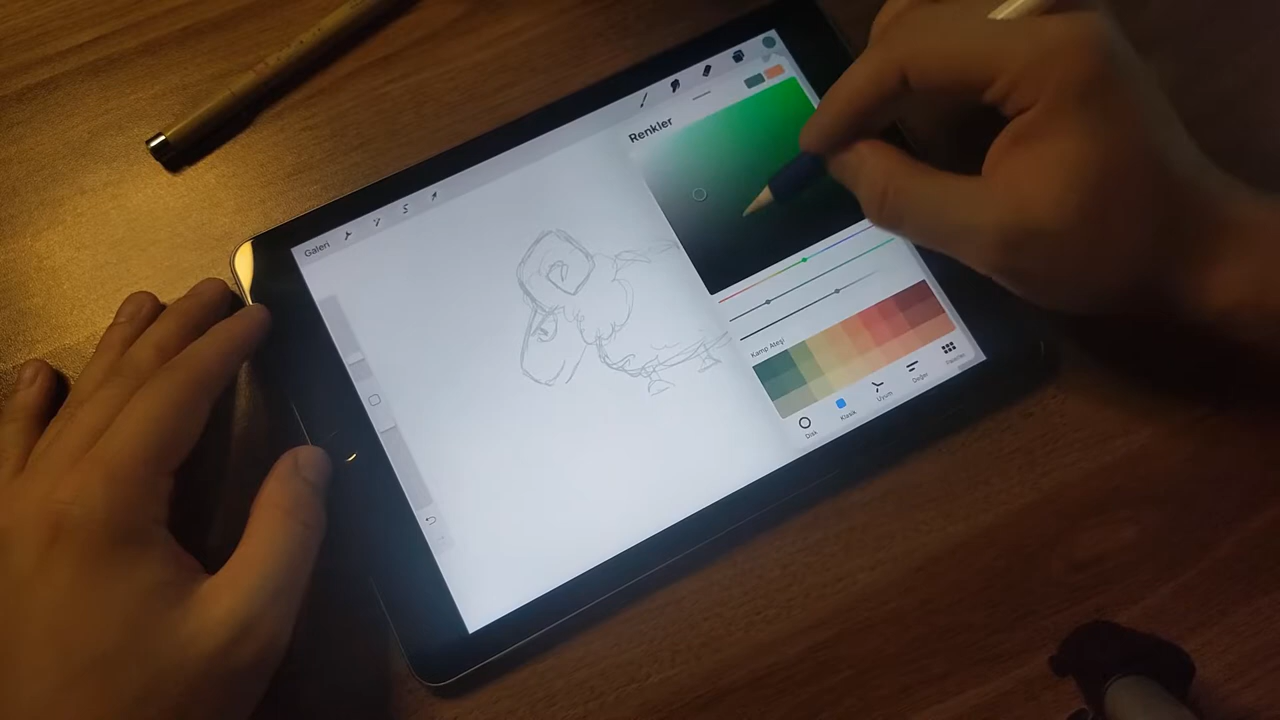 Galeri
Renkler
Kamp Ateşi
Disk
Klasik
Uyum
Değer
Paletler